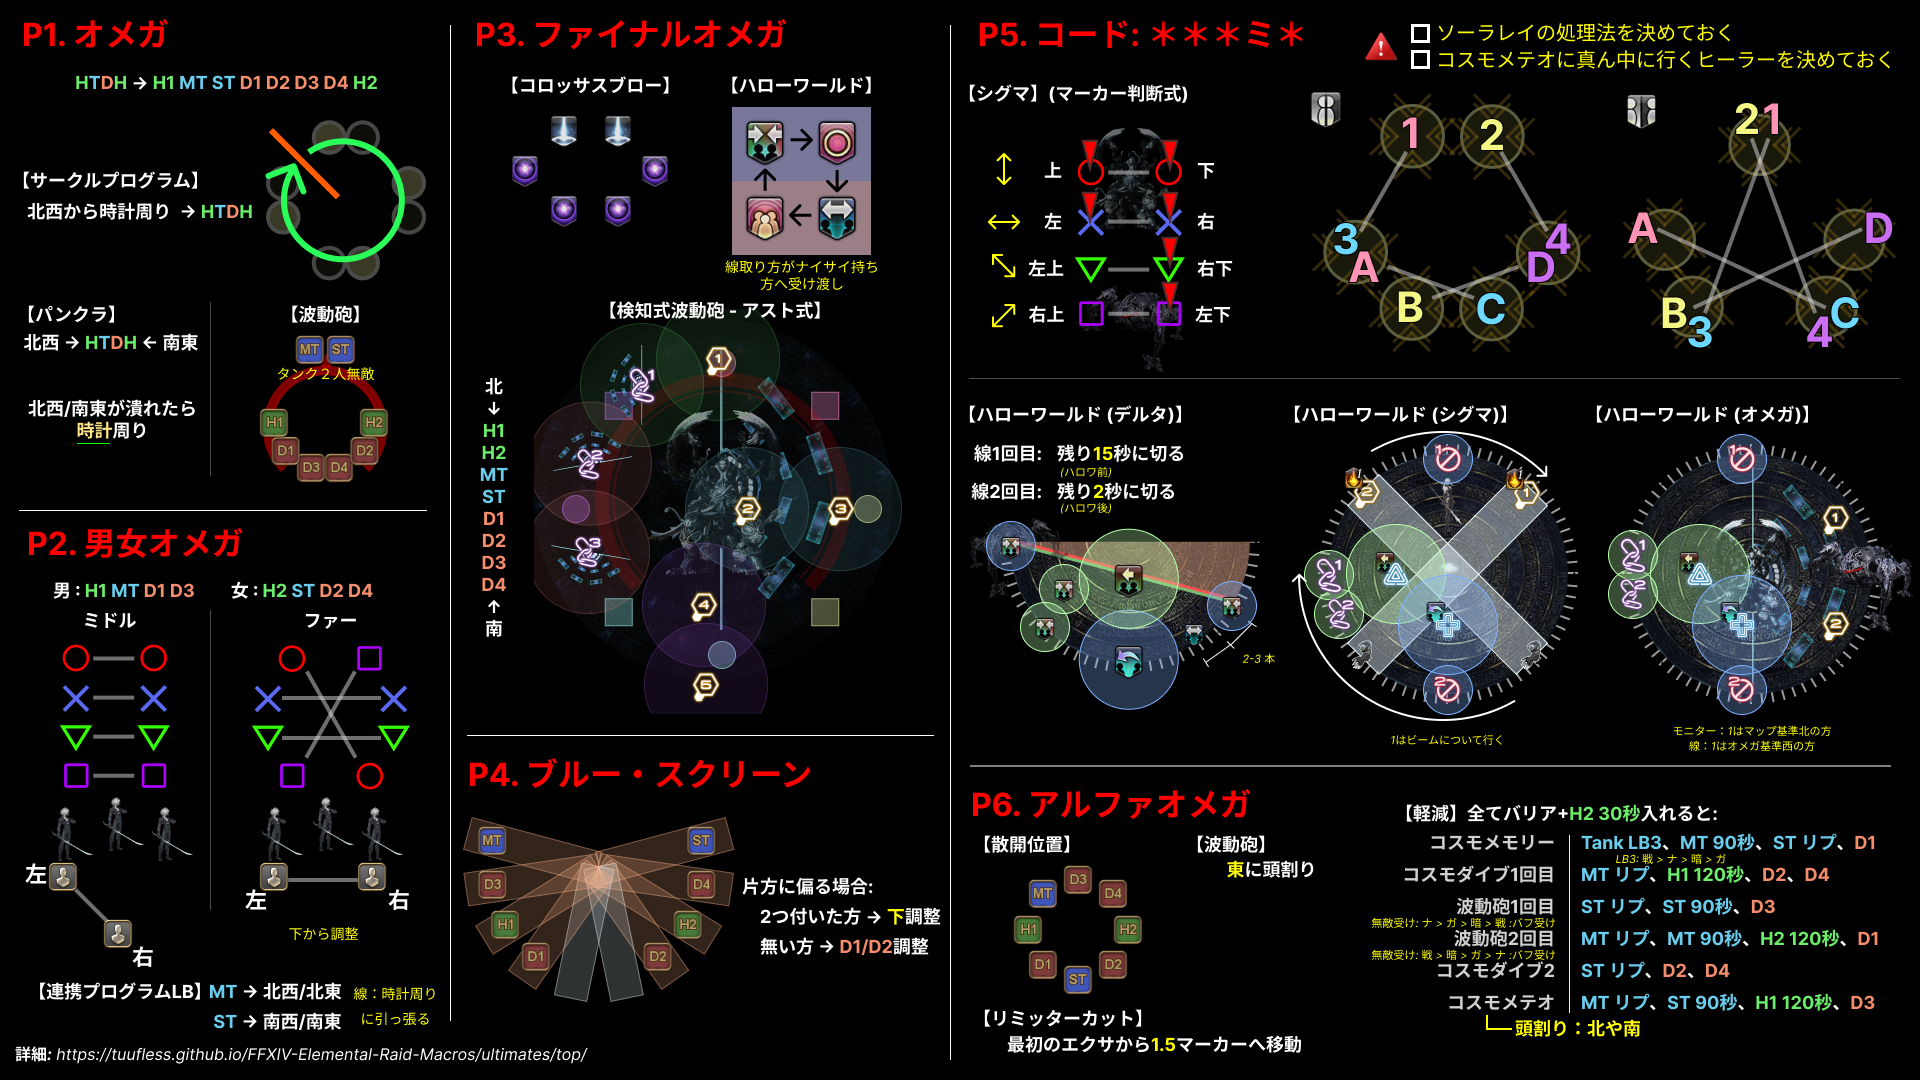 P1. オメガ
HTDH → H1 MT ST D1 D2 D3 D4 H2
【サークルプログラム】
北西から時計周り → HTDH
【パンクラ】
北西 → HTDH ← 南東
北西/南東が潰れたら
時計周り
【波動砲】
MT ST
タンク２人無敵
H1 H2
D1 D2
D3 D4
P2. 男女オメガ
男 : H1 MT D1 D3
ミドル
女 : H2 ST D2 D4
ファー
左
右
左 右
下から調整
【連携プログラムLB】 MT → 北西/北東
ST → 南西/南東
線：時計周り
に引っ張る
詳細: https://tuufless.github.io/FFXIV-Elemental-Raid-Macros/ultimates/top/
P3. ファイナルオメガ
【コロッサスブロー】
【ハローワールド】
線取り方がナイサイ持ち
方へ受け渡し
【検知式波動砲 - アスト式】
北
↓
H1
H2
MT
ST
D1
D2
D3
D4
↑
南
1
1
2
2
3
3
4
5
P4. ブルー・スクリーン
MT ST
D3 D4
H1 H2
D1 D2
片方に偏る場合:
2つ付いた方 → 下調整
無い方 → D1/D2調整
P5. コード: ＊＊＊ミ＊
ソーラレイの処理法を決めておく
コスモメテオに真ん中に行くヒーラーを決めておく
【シグマ】(マーカー判断式)
上 下
左 右
左上 右下
右上 左下
1 2
3 4
A D
B C
2 1
A D
B 3
4 C
【ハローワールド (デルタ)】
線1回目: 残り15秒に切る
(ハロワ前)
線2回目: 残り2秒に切る
(ハロワ後)
2-3 本
【ハローワールド (シグマ)】
1
2 1
1
2
2
1はビームについて行く
【ハローワールド (オメガ)】
1
1
1
2
2
2
モニター：1はマップ基準北の方
線：1はオメガ基準西の方
P6. アルファオメガ
【散開位置】
D3
MT D4
H1 H2
D1 D2
ST
【波動砲】
東に頭割り
【リミッターカット】
最初のエクサから1.5マーカーへ移動
【軽減】全てバリア+H2 30秒入れると:
コスモメモリー Tank LB3、MT 90秒、ST リプ、D1
LB3: 戦 > ナ > 暗 > ガ
コスモダイブ1回目 MT リプ、H1 120秒、D2、D4
波動砲1回目 ST リプ、ST 90秒、D3
無敵受け: ナ > ガ > 暗 > 戦 :バフ受け
波動砲2回目 MT リプ、MT 90秒、H2 120秒、D1
無敵受け: 戦 > 暗 > ガ > ナ :バフ受け
コスモダイブ2 ST リプ、D2、D4
コスモメテオ MT リプ、ST 90秒、H1 120秒、D3
頭割り：北や南